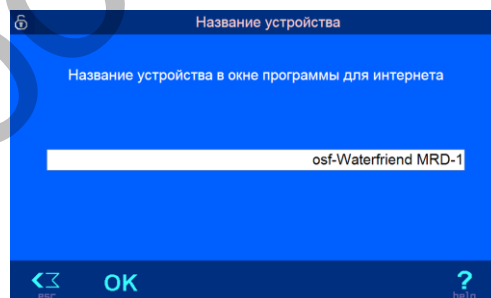 Название устройства
Название устройства в окне программы для интернета
osf-Waterfriend MRD-1
OK
?
esc
help